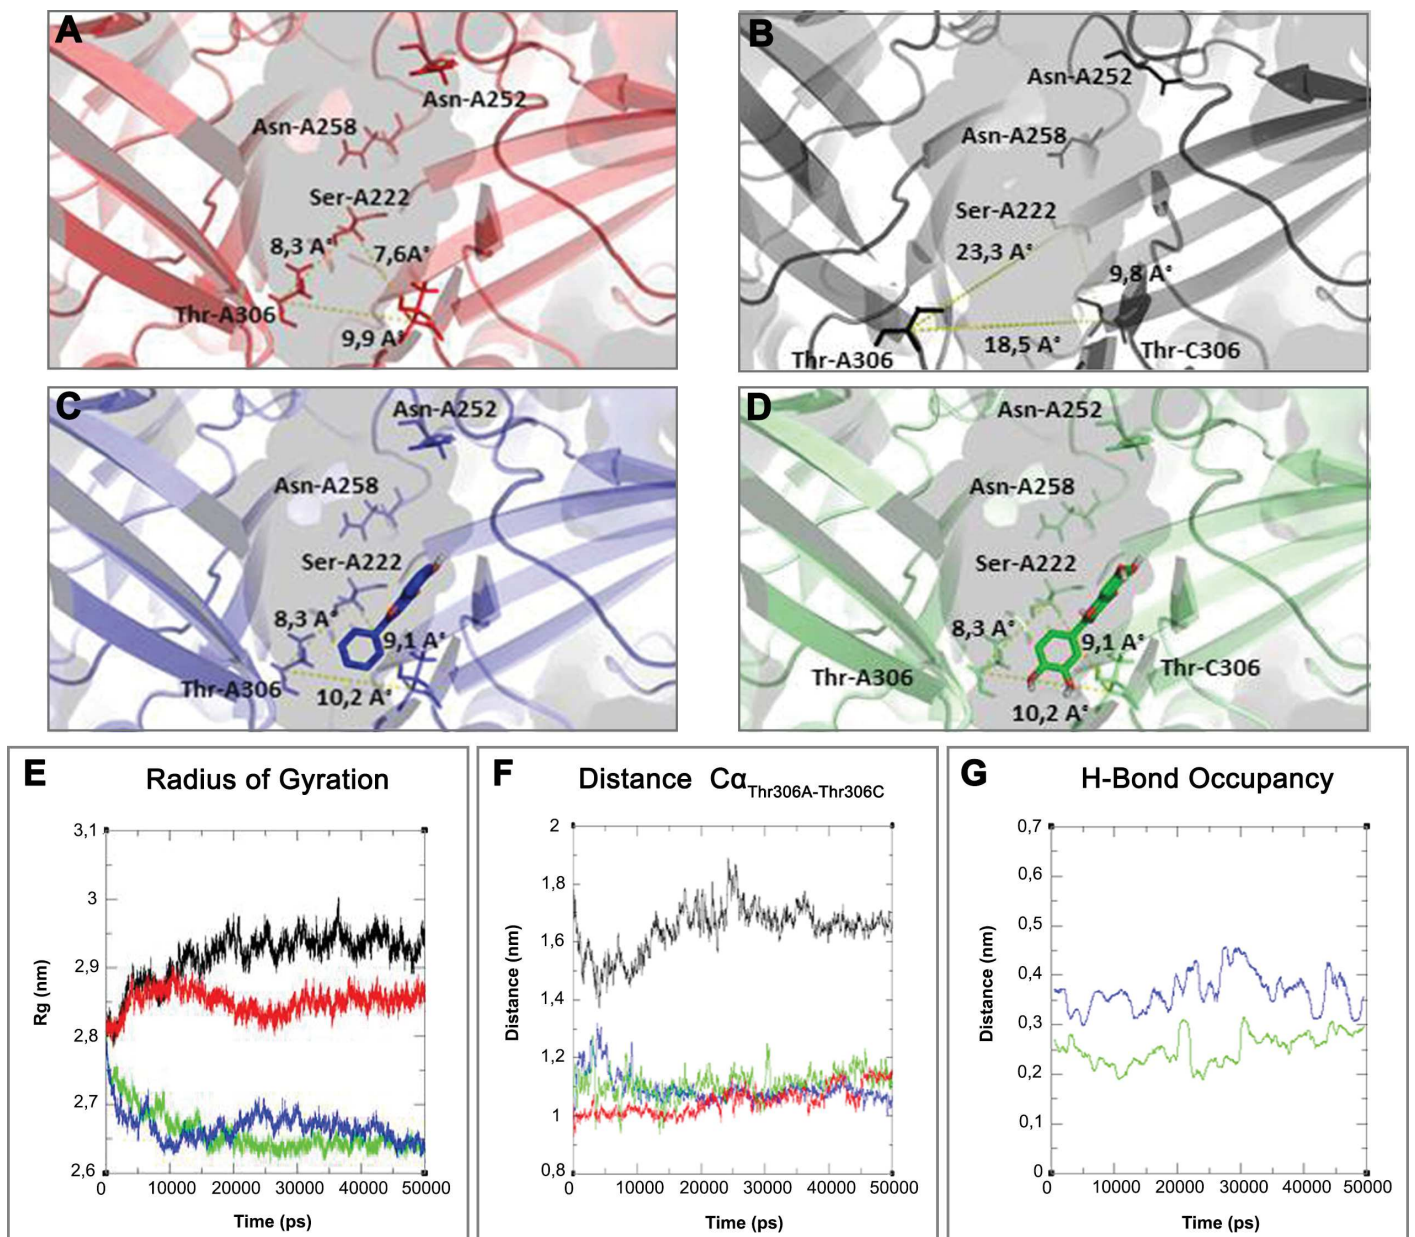 A
Asn-A252
Asn-A258
Ser-A222
8,3 A°
7,6A°
Thr-A306
9,9 A°
B
Asn-A252
Asn-A258
Ser-A222
23,3 A°
9,8 A°
18,5 A°
Thr-A306
Thr-C306
C
Asn-A252
Asn-A258
Ser-A222
8,3 A°
9,1 A°
Thr-A306
10,2 A°
D
Asn-A252
Asn-A258
Ser-A222
8,3 A°
9,1 A°
Thr-A306
Thr-C306
10,2 A°
E
Radius of Gyration
3,1
3
2,9
2,8
2,7
2,6
Rg (nm)
0 10000 20000 30000 40000 50000
Time (ps)
F
Distance CαThr306A-Thr306C
2
1,8
1,6
1,4
1,2
1
0,8
Distance (nm)
0 10000 20000 30000 40000 50000
Time (ps)
G
H-Bond Occupancy
0,7
0,6
0,5
0,4
0,3
0,2
0,1
0
Distance (nm)
0 10000 20000 30000 40000 50000
Time (ps)